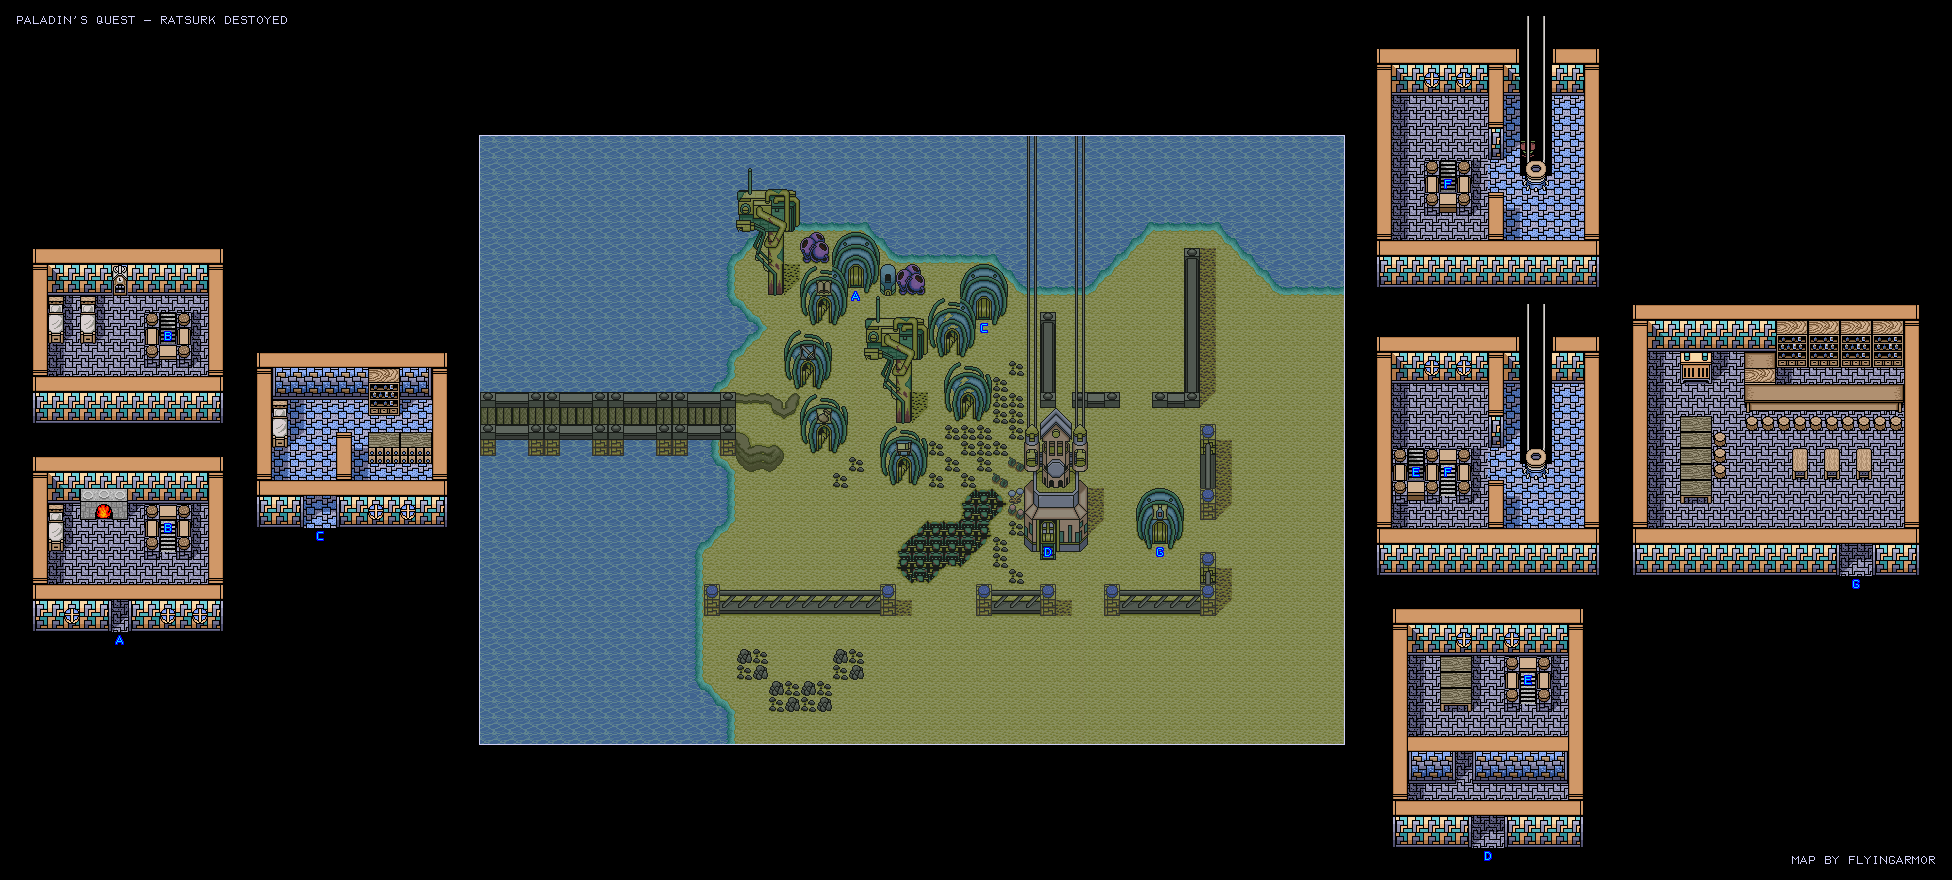 PALADIN'S QUEST – RATSURK DESTOYED
A
C
D
G
B
B
A
C
F
E F
G
E
D
MAP BY FLYINGARMOR